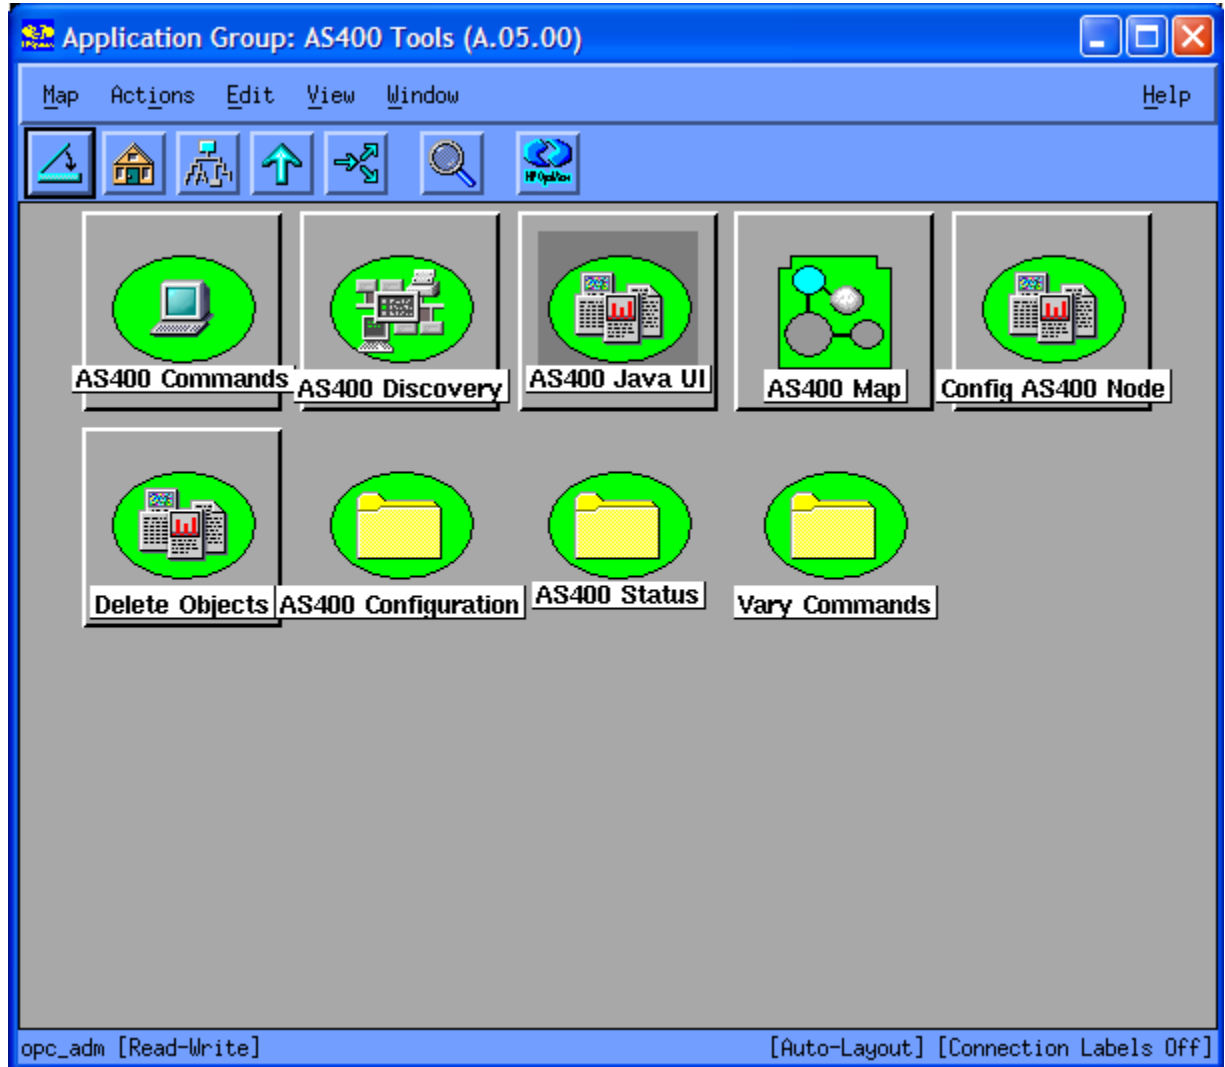 Application Group: AS400 Tools (A.05.00)
Map Actions Edit View Window Help
HP OpenView
AS400 Commands
AS400 Discovery
AS400 Java UI
AS400 Map
Config AS400 Node
Delete Objects
AS400 Configuration
AS400 Status
Vary Commands
opc_adm [Read-Write]
[Auto-Layout] [Connection Labels Off]